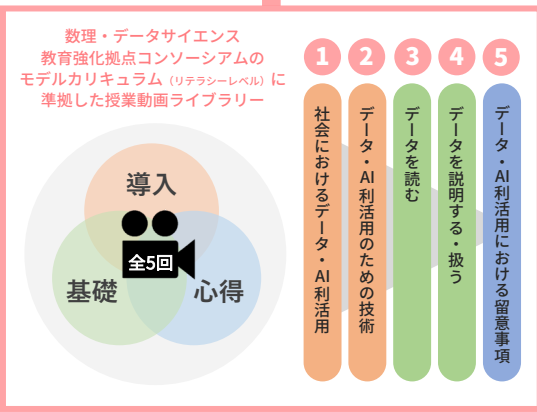 数理・データサイエンス
教育強化拠点コンソーシアムの
モデルカリキュラム（リテラシーレベル）に
準拠した授業動画ライブラリー
導入
全5回
基礎
心得
1
社会におけるデータ・AI利活用
2
データ・AI利活用のための技術
3
データを読む
4
データを説明する・扱う
5
データ・AI利活用における留意事項